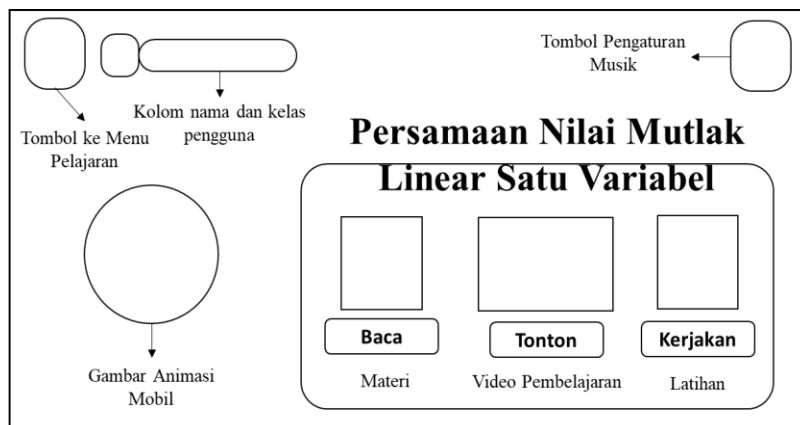 Tombol Pengaturan
Musik
Kolom nama dan kelas
pengguna
Tombol ke Menu
Pelajaran
Persamaan Nilai Mutlak
Linear Satu Variabel
Baca
Tonton
Kerjakan
Materi
Video Pembelajaran
Latihan
Gambar Animasi
Mobil